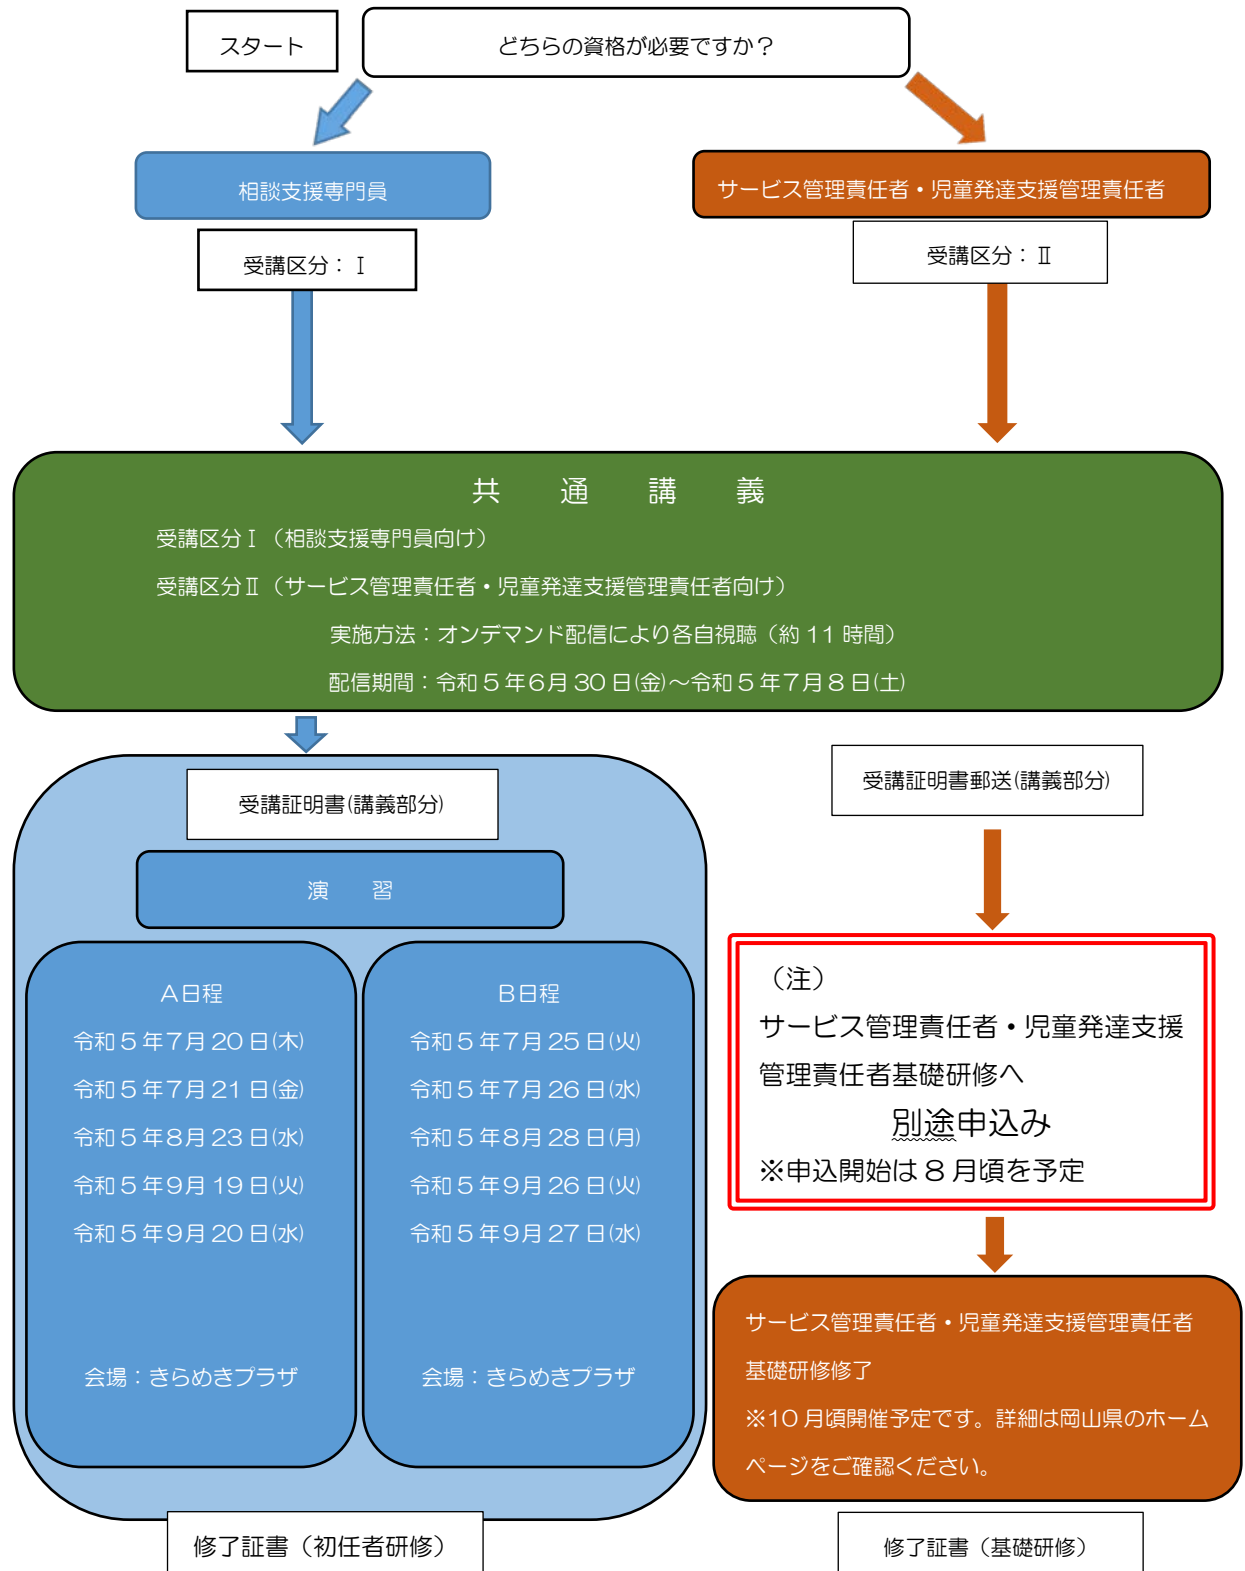 スタート
どちらの資格が必要ですか？
相談支援専門員
サービス管理責任者・児童発達支援管理責任者
受講区分：Ⅰ
受講区分：Ⅱ
共　通　講　義
受講区分Ⅰ（相談支援専門員向け）
受講区分Ⅱ（サービス管理責任者・児童発達支援管理責任者向け）
実施方法：オンデマンド配信により各自視聴（約 11 時間）
配信期間：令和５年６月 30 日(金)～令和５年７月８日(土)
受講証明書(講義部分)
演　習
A日程
令和５年７月 20 日(木)
令和５年７月 21 日(金)
令和５年８月 23 日(水)
令和５年９月 19 日(火)
令和５年９月 20 日(水)
会場：きらめきプラザ
B日程
令和５年７月 25 日(火)
令和５年７月 26 日(水)
令和５年８月 28 日(月)
令和５年９月 26 日(火)
令和５年９月 27 日(水)
会場：きらめきプラザ
修了証書（初任者研修）
受講証明書郵送(講義部分)
（注）
サービス管理責任者・児童発達支援
管理責任者基礎研修へ
別途申込み
※申込開始は８月頃を予定
サービス管理責任者・児童発達支援管理責任者
基礎研修修了
※10 月頃開催予定です。詳細は岡山県のホーム
ページをご確認ください。
修了証書（基礎研修）